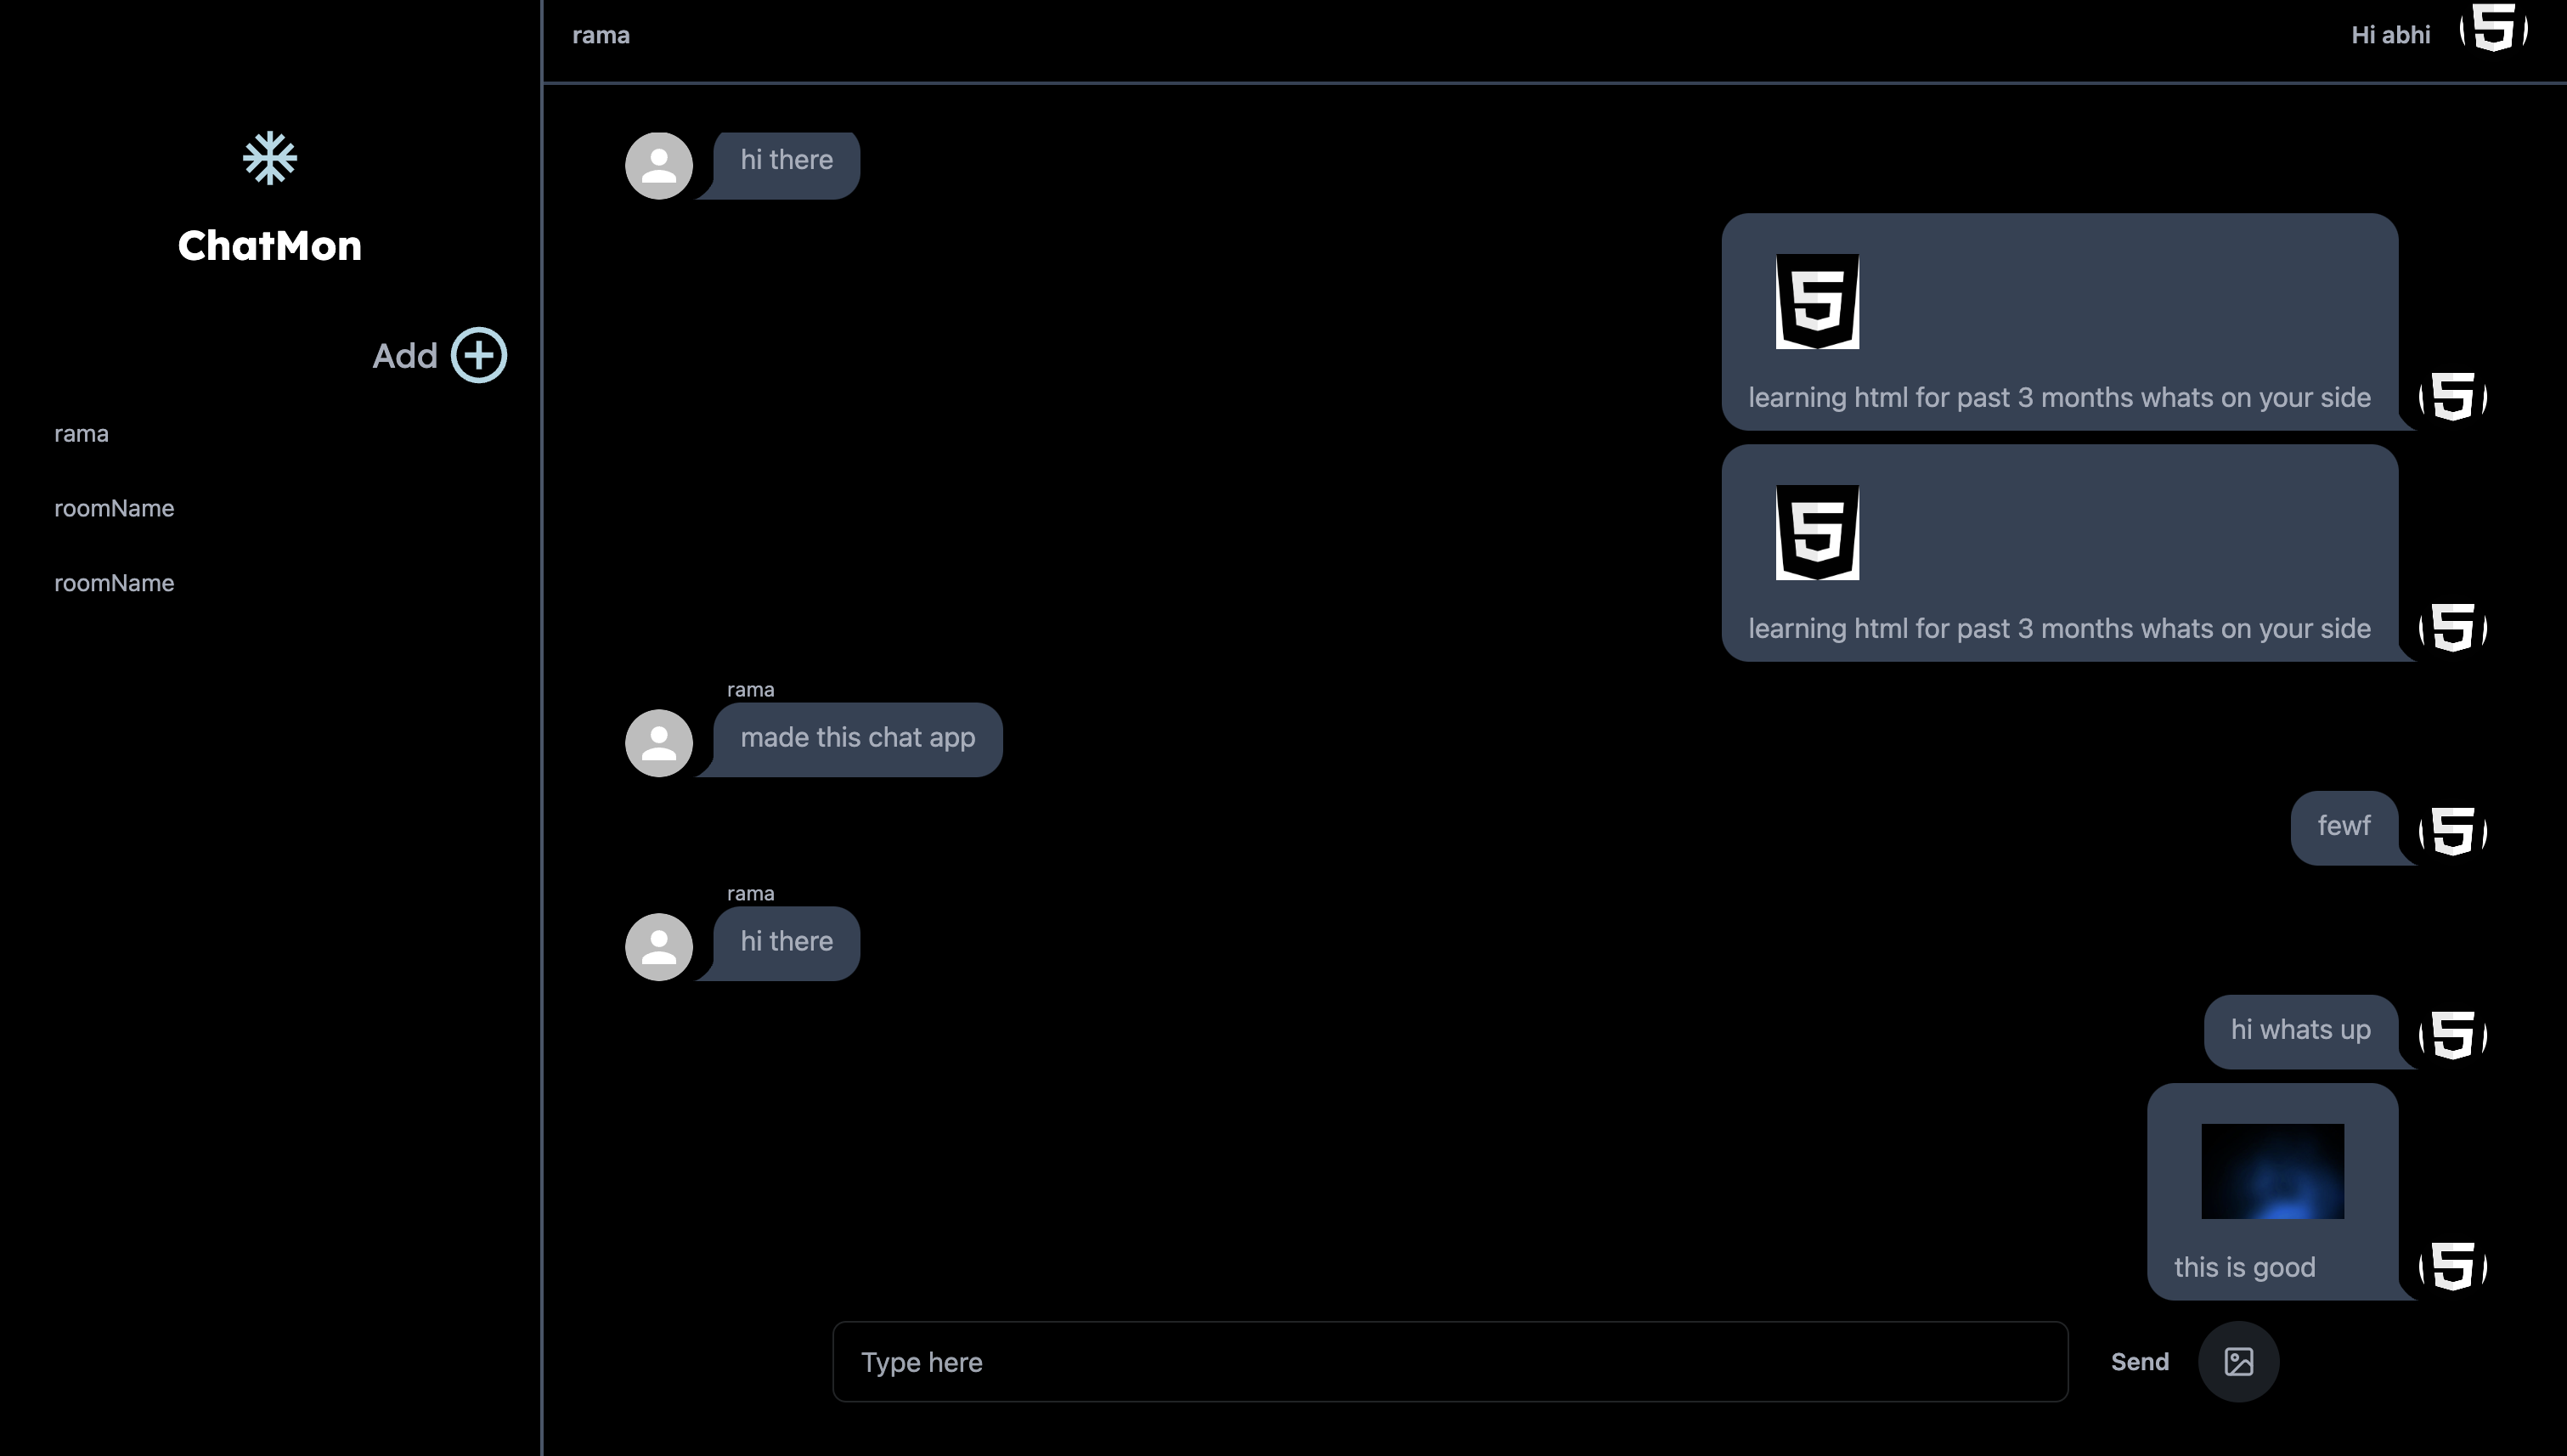 rama
Hi abhi
ChatMon
Add
rama
roomName
roomName
hi there
learning html for past 3 months whats on your side
learning html for past 3 months whats on your side
rama
made this chat app
fewf
rama
hi there
hi whats up
this is good
Type here
Send